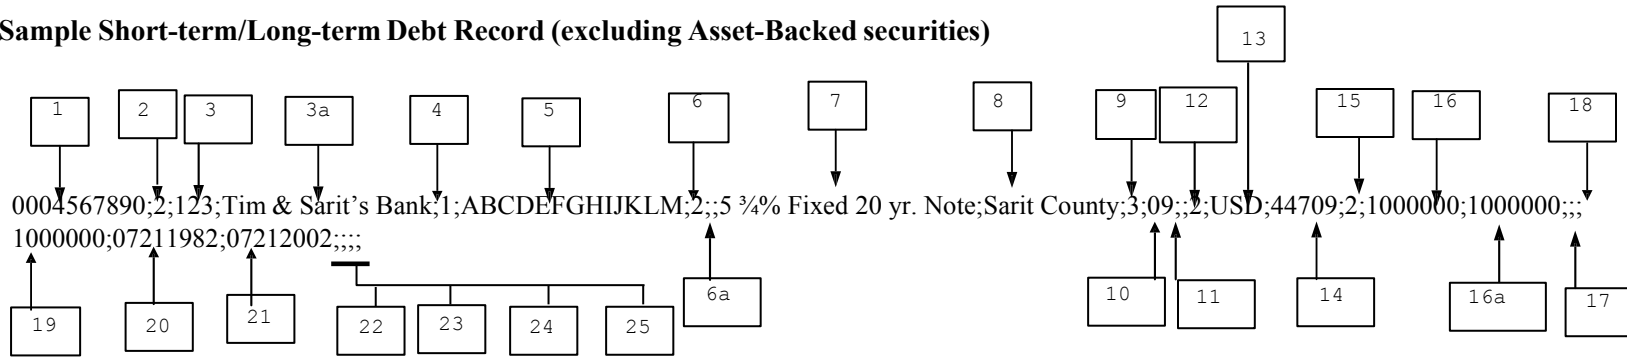 Sample Short-term/Long-term Debt Record (excluding Asset-Backed securities)
13
1 2 3 3a 4 5 6 7 8 9 12 15 16 18
0004567890;2;123;Tim & Sarit’s Bank;1;ABCDEFGHIJKLM;2;;5 ¾% Fixed 20 yr. Note;Sarit County;3;09;;2;USD;44709;2;1000000;1000000;;;
1000000;07211982;07212002;;;;
19 20 21 22 23 24 25 6a 10 11 14 16a 17